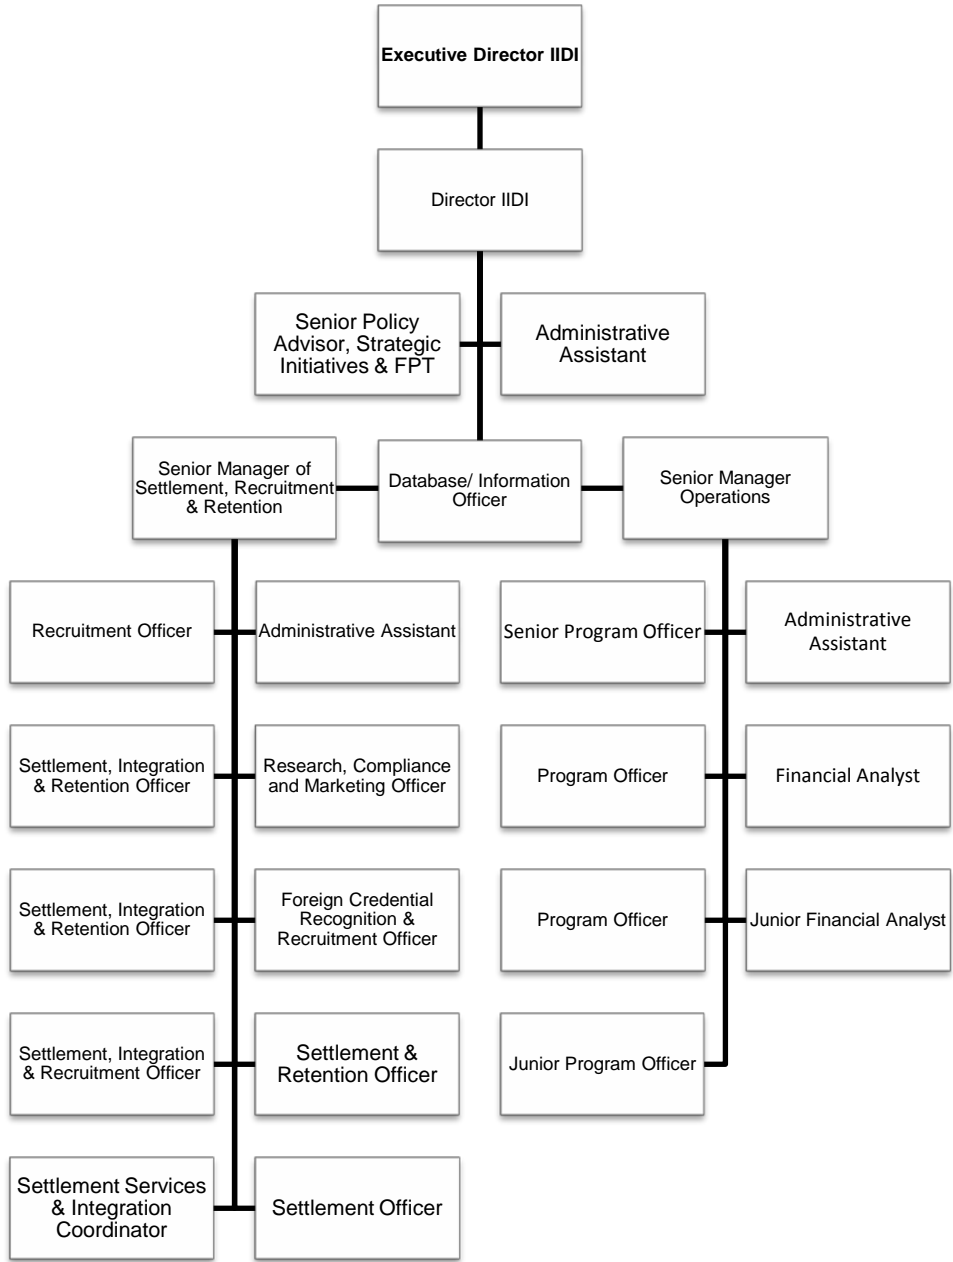 Executive Director IIDI
Director IIDI
Senior Policy
Advisor, Strategic
Initiatives & FPT
Administrative
Assistant
Senior Manager of
Settlement, Recruitment
& Retention
Database/ Information
Officer
Senior Manager
Operations
Recruitment Officer
Administrative Assistant
Senior Program Officer
Administrative
Assistant
Settlement, Integration
& Retention Officer
Research, Compliance
and Marketing Officer
Program Officer
Financial Analyst
Settlement, Integration
& Retention Officer
Foreign Credential
Recognition &
Recruitment Officer
Program Officer
Junior Financial Analyst
Settlement, Integration
& Recruitment Officer
Settlement &
Retention Officer
Junior Program Officer
Settlement Services
& Integration
Coordinator
Settlement Officer